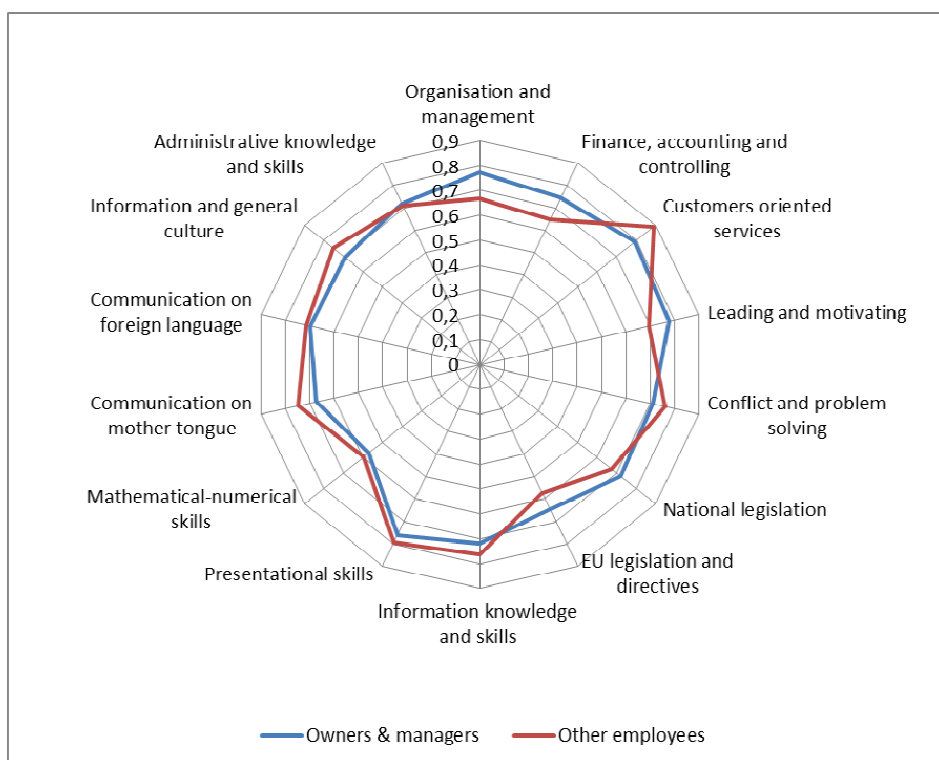 Organisation and
management
Finance, accounting and
controlling
Customers oriented
services
Leading and motivating
Conflict and problem
solving
National legislation
EU legislation and
directives
Information knowledge
and skills
Presentational skills
Mathematical-numerical
skills
Communication on
mother tongue
Communication on
foreign language
Information and general
culture
Administrative knowledge
and skills
0,9
0,8
0,7
0,6
0,5
0,4
0,3
0,2
0,1
0
Owners & managers
Other employees